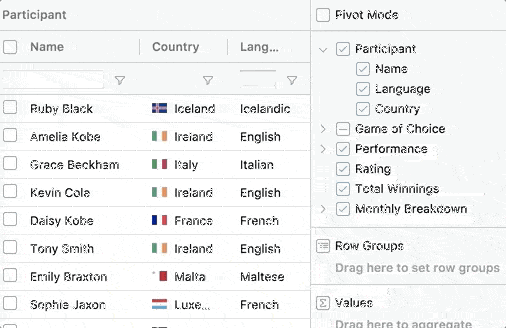 Participant
Name Country Lang...
Ruby Black Iceland Icelandic
Amelia Kobe Ireland English
Grace Beckham Italy Italian
Kevin Cole Ireland English
Daisy Kobe France French
Tony Smith Ireland English
Emily Braxton Malta Maltese
Sophie Jaxon Luxe... French
Pivot Mode
Participant
Name
Language
Country
Game of Choice
Performance
Rating
Total Winnings
Monthly Breakdown
Row Groups
Drag here to set row groups
Values
Drag here to aggregate